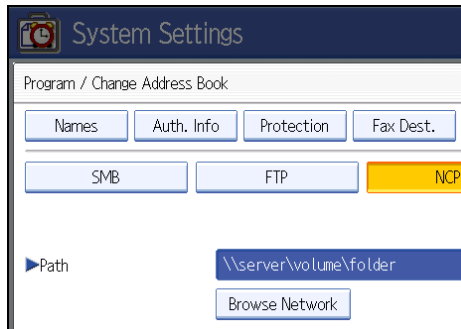 System Settings
Program / Change Address Book
Names Auth. Info Protection Fax Dest.
SMB FTP NCP
▶Path \\server\volume\folder
Browse Network